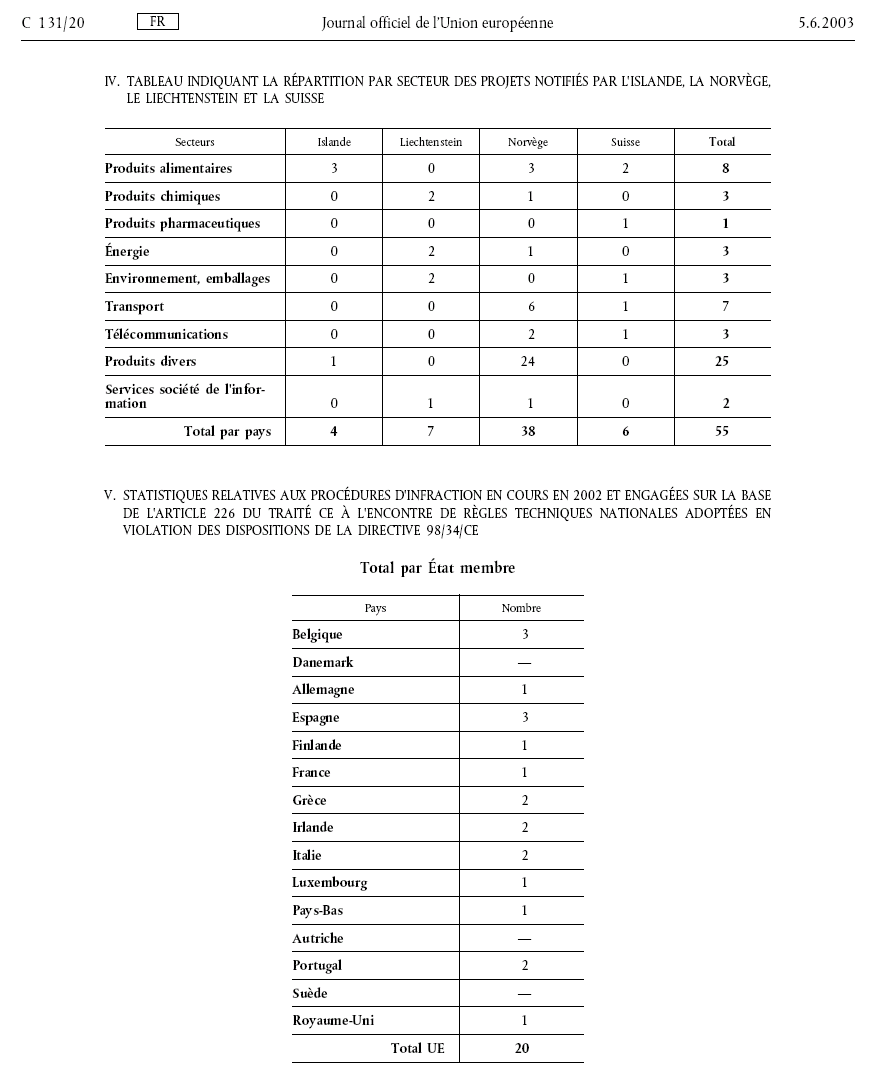 C 131/20 FR Journal officiel de l'Union européenne 5.6.2003
IV. TABLEAU INDIQUANT LA RÉPARTITION PAR SECTEUR DES PROJETS NOTIFIÉS PAR L'ISLANDE, LA NORVÈGE,
LE LIECHTENSTEIN ET LA SUISSE
Secteurs Islande Liechtenstein Norvège Suisse Total
Produits alimentaires 3 0 3 2 8
Produits chimiques 0 2 1 0 3
Produits pharmaceutiques 0 0 0 1 1
Énergie 0 2 1 0 3
Environnement, emballages 0 2 0 1 3
Transport 0 0 6 1 7
Télécommunications 0 0 2 1 3
Produits divers 1 0 24 0 25
Services société de l'infor-
mation 0 1 1 0 2
Total par pays 4 7 38 6 55
V. STATISTIQUES RELATIVES AUX PROCÉDURES D'INFRACTION EN COURS EN 2002 ET ENGAGÉES SUR LA BASE
DE L'ARTICLE 226 DU TRAITÉ CE À L'ENCONTRE DE RÈGLES TECHNIQUES NATIONALES ADOPTÉES EN
VIOLATION DES DISPOSITIONS DE LA DIRECTIVE 98/34/CE
Total par État membre
Pays Nombre
Belgique 3
Danemark —
Allemagne 1
Espagne 3
Finlande 1
France 1
Grèce 2
Irlande 2
Italie 2
Luxembourg 1
Pays-Bas 1
Autriche —
Portugal 2
Suède —
Royaume-Uni 1
Total UE 20